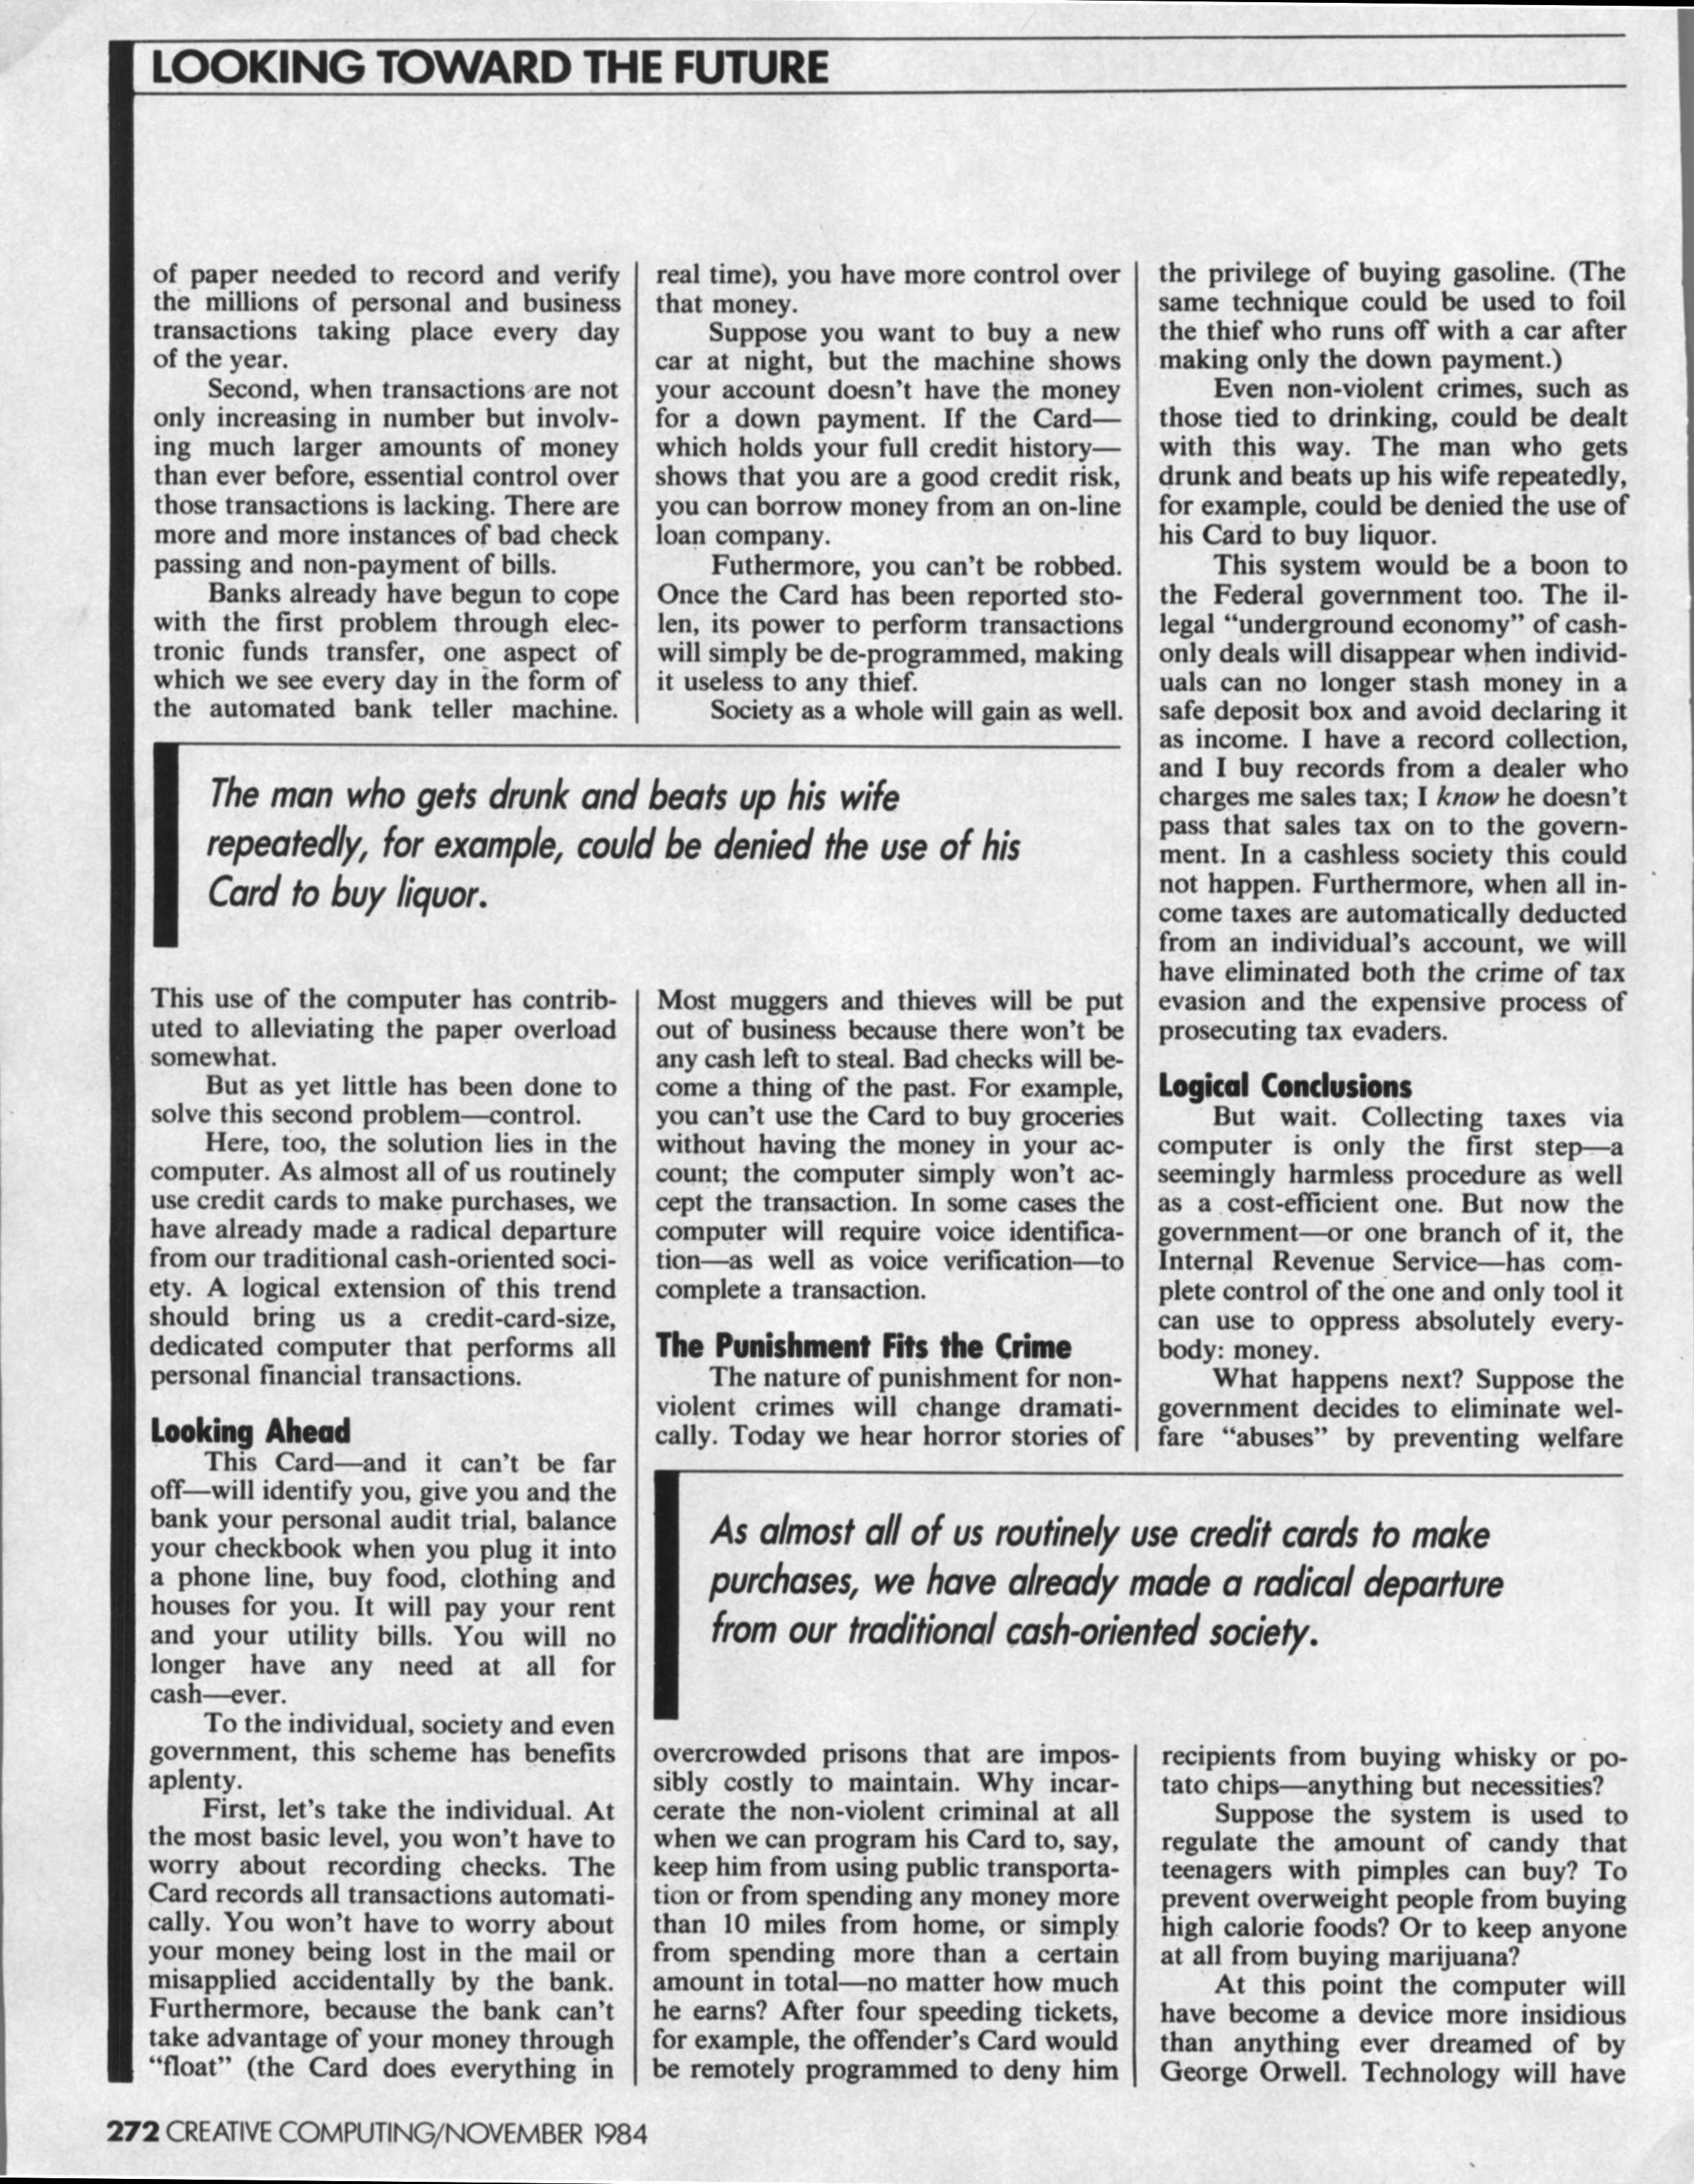 LOOKING TOWARD THE FUTURE
of paper needed to record and verify
the millions of personal and business
transactions taking place every day
of the year.
Second, when transactions are not
only increasing in number but involv-
ing much larger amounts of money
than ever before, essential control over
those transactions is lacking. There are
more and more instances of bad check
passing and non-payment of bills.
Banks already have begun to cope
with the first problem through elec-
tronic funds transfer, one aspect of
which we see every day in the form of
the automated bank teller machine.
This use of the computer has contrib-
uted to alleviating the paper overload
somewhat.
But as yet little has been done to
solve this second problem—control.
Here, too, the solution lies in the
computer. As almost all of us routinely
use credit cards to make purchases, we
have already made a radical departure
from our traditional cash-oriented soci-
ety. A logical extension of this trend
should bring us a credit-card-size,
dedicated computer that performs all
personal financial transactions.
Looking Ahead
This Card—and it can't be far
off—will identify you, give you and the
bank your personal audit trial, balance
your checkbook when you plug it into
a phone line, buy food, clothing and
houses for you. It will pay your rent
and your utility bills. You will no
longer have any need at all for
cash—ever.
To the individual, society and even
government, this scheme has benefits
aplenty.
First, let's take the individual. At
the most basic level, you won't have to
worry about recording checks. The
Card records all transactions automati-
cally. You won't have to worry about
your money being lost in the mail or
misapplied accidentally by the bank.
Furthermore, because the bank can't
take advantage of your money through
“float” (the Card does everything in
real time), you have more control over
that money.
Suppose you want to buy a new
car at night, but the machine shows
your account doesn't have the money
for a down payment. If the Card—
which holds your full credit history—
shows that you are a good credit risk,
you can borrow money from an on-line
loan company.
Futhermore, you can't be robbed.
Once the Card has been reported sto-
len, its power to perform transactions
will simply be de-programmed, making
it useless to any thief.
Society as a whole will gain as well.
The man who gets drunk and beats up his wife
repeatedly, for example, could be denied the use of his
Card to buy liquor.
Most muggers and thieves will be put
out of business because there won't be
any cash left to steal. Bad checks will be-
come a thing of the past. For example,
you can't use the Card to buy groceries
without having the money in your ac-
count; the computer simply won't ac-
cept the transaction. In some cases the
computer will require voice identifica-
tion—as well as voice verification—to
complete a transaction.
The Punishment Fits the Crime
The nature of punishment for non-
violent crimes will change dramati-
cally. Today we hear horror stories of
overcrowded prisons that are impos-
sibly costly to maintain. Why incar-
cerate the non-violent criminal at all
when we can program his Card to, say,
keep him from using public transporta-
tion or from spending any money more
than 10 miles from home, or simply
from spending more than a certain
amount in total—no matter how much
he earns? After four speeding tickets,
for example, the offender's Card would
be remotely programmed to deny him
the privilege of buying gasoline. (The
same technique could be used to foil
the thief who runs off with a car after
making only the down payment.)
Even non-violent crimes, such as
those tied to drinking, could be dealt
with this way. The man who gets
drunk and beats up his wife repeatedly,
for example, could be denied the use of
his Card to buy liquor.
This system would be a boon to
the Federal government too. The il-
legal “underground economy” of cash-
only deals will disappear when individ-
uals can no longer stash money in a
safe deposit box and avoid declaring it
as income. I have a record collection,
and I buy records from a dealer who
charges me sales tax; I know he doesn't
pass that sales tax on to the govern-
ment. In a cashless society this could
not happen. Furthermore, when all in-
come taxes are automatically deducted
from an individual's account, we will
have eliminated both the crime of tax
evasion and the expensive process of
prosecuting tax evaders.
Logical Conclusions
But wait. Collecting taxes via
computer is only the first step—a
seemingly harmless procedure as well
as a cost-efficient one. But now the
government—or one branch of it, the
Internal Revenue Service—has com-
plete control of the one and only tool it
can use to oppress absolutely every-
body: money.
What happens next? Suppose the
government decides to eliminate wel-
fare “abuses” by preventing welfare
As almost all of us routinely use credit cards to make
purchases, we have already made a radical departure
from our traditional cash-oriented society.
recipients from buying whisky or po-
tato chips—anything but necessities?
Suppose the system is used to
regulate the amount of candy that
teenagers with pimples can buy? To
prevent overweight people from buying
high calorie foods? Or to keep anyone
at all from buying marijuana?
At this point the computer will
have become a device more insidious
than anything ever dreamed of by
George Orwell. Technology will have
272 CREATIVE COMPUTING/NOVEMBER 1984